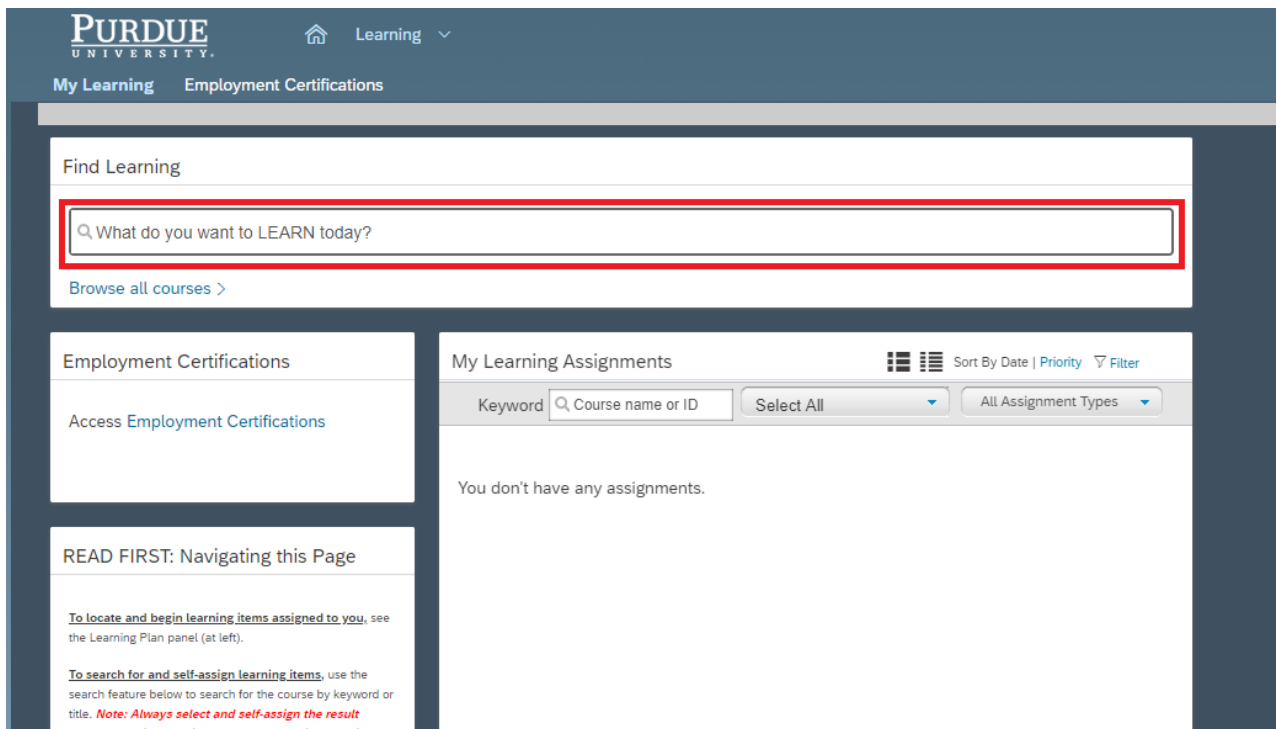 PURDUE
UNIVERSITY.
Learning
My Learning Employment Certifications
Find Learning
What do you want to LEARN today?
Browse all courses >
Employment Certifications
Access Employment Certifications
READ FIRST: Navigating this Page
To locate and begin learning items assigned to you, see
the Learning Plan panel (at left).
To search for and self-assign learning items, use the
search feature below to search for the course by keyword or
title. Note: Always select and self-assign the result
My Learning Assignments
Sort By Date | Priority Filter
Keyword Course name or ID Select All All Assignment Types
You don't have any assignments.